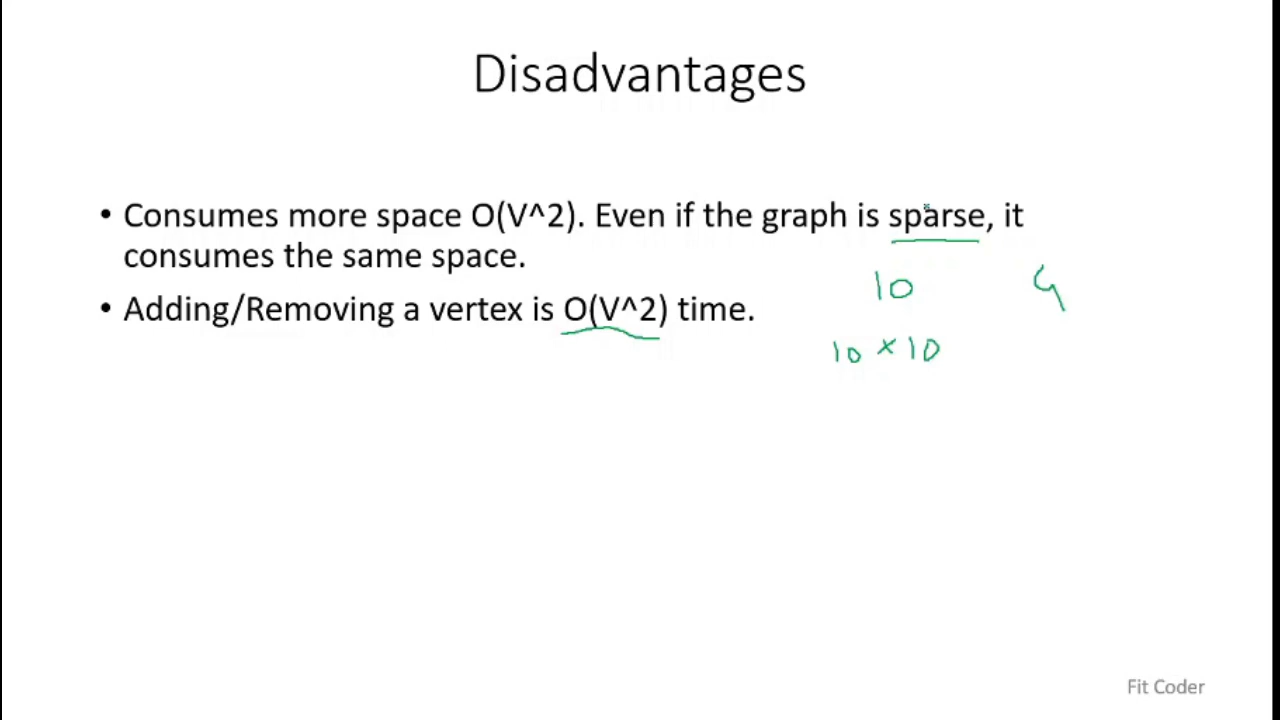 Disadvantages
• Consumes more space O(V^2). Even if the graph is sparse, it
consumes the same space.
10
• Adding/Removing a vertex is O(V^2) time.
10 × 10
Fit Coder